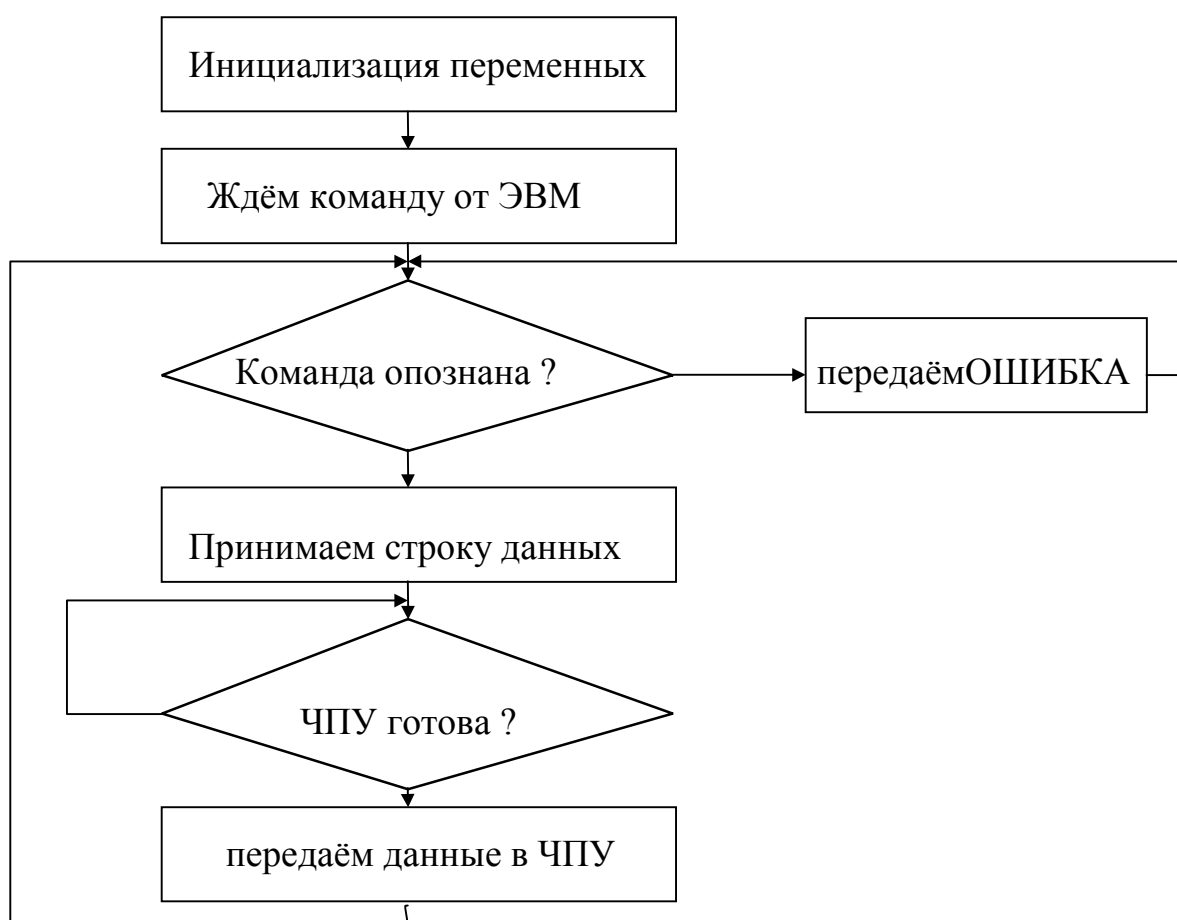 Инициализация переменных
Ждём команду от ЭВМ
Команда опознана ?
передаёмОШИБКА
Принимаем строку данных
ЧПУ готова ?
передаём данные в ЧПУ